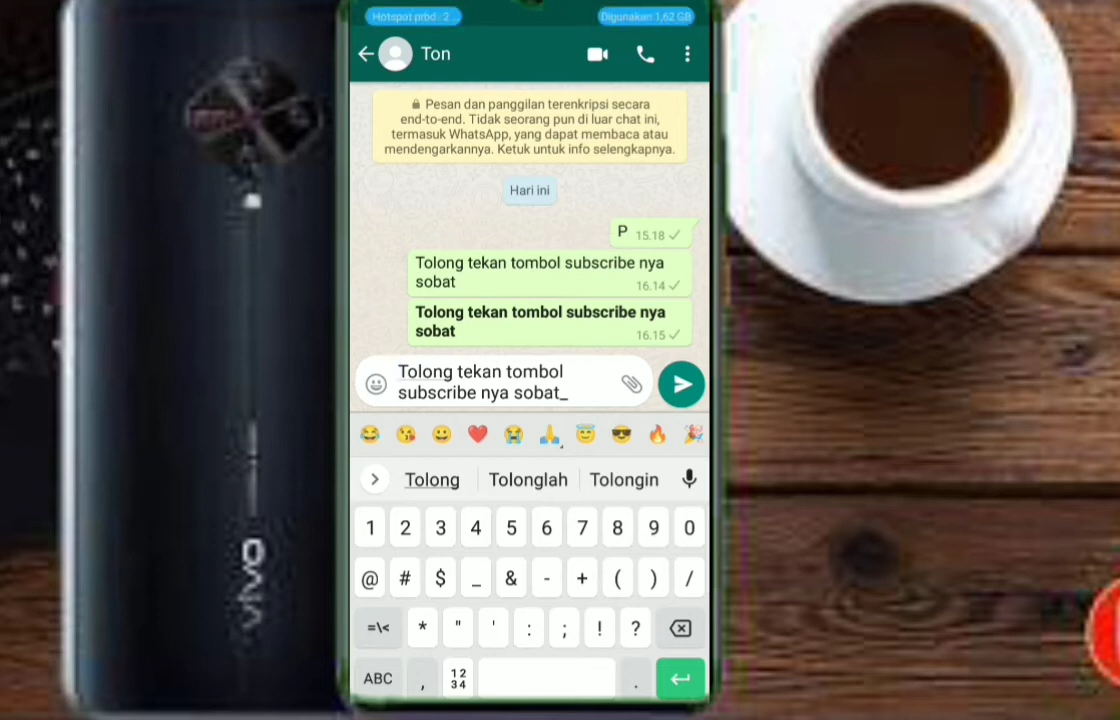 Hotspot prbd : 2 ...
Digunakan: 1,62 GB
Ton
Pesan dan panggilan terenkripsi secara
end-to-end. Tidak seorang pun di luar chat ini,
termasuk WhatsApp, yang dapat membaca atau
mendengarkannya. Ketuk untuk info selengkapnya.
Hari ini
P 15.18
Tolong tekan tombol subscribe nya
sobat
16.14
Tolong tekan tombol subscribe nya
sobat
16.15
Tolong tekan tombol
subscribe nya sobat_
Tolong Tolonglah Tolongin
1 2 3 4 5 6 7 8 9 0
@ # $ _ & - + ( ) /
=\< * " ' : ; ! ?
ABC , 12 .
34
vivo